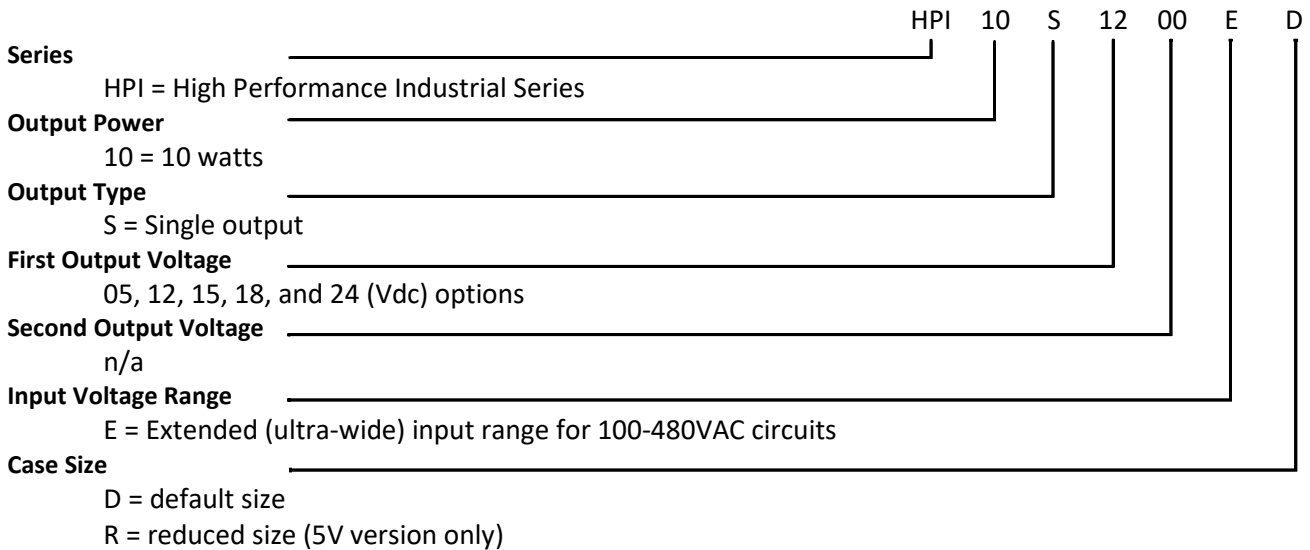 HPI 10 S 12 00 E D
Series
HPI = High Performance Industrial Series
Output Power
10 = 10 watts
Output Type
S = Single output
First Output Voltage
05, 12, 15, 18, and 24 (Vdc) options
Second Output Voltage
n/a
Input Voltage Range
E = Extended (ultra-wide) input range for 100-480VAC circuits
Case Size
D = default size
R = reduced size (5V version only)